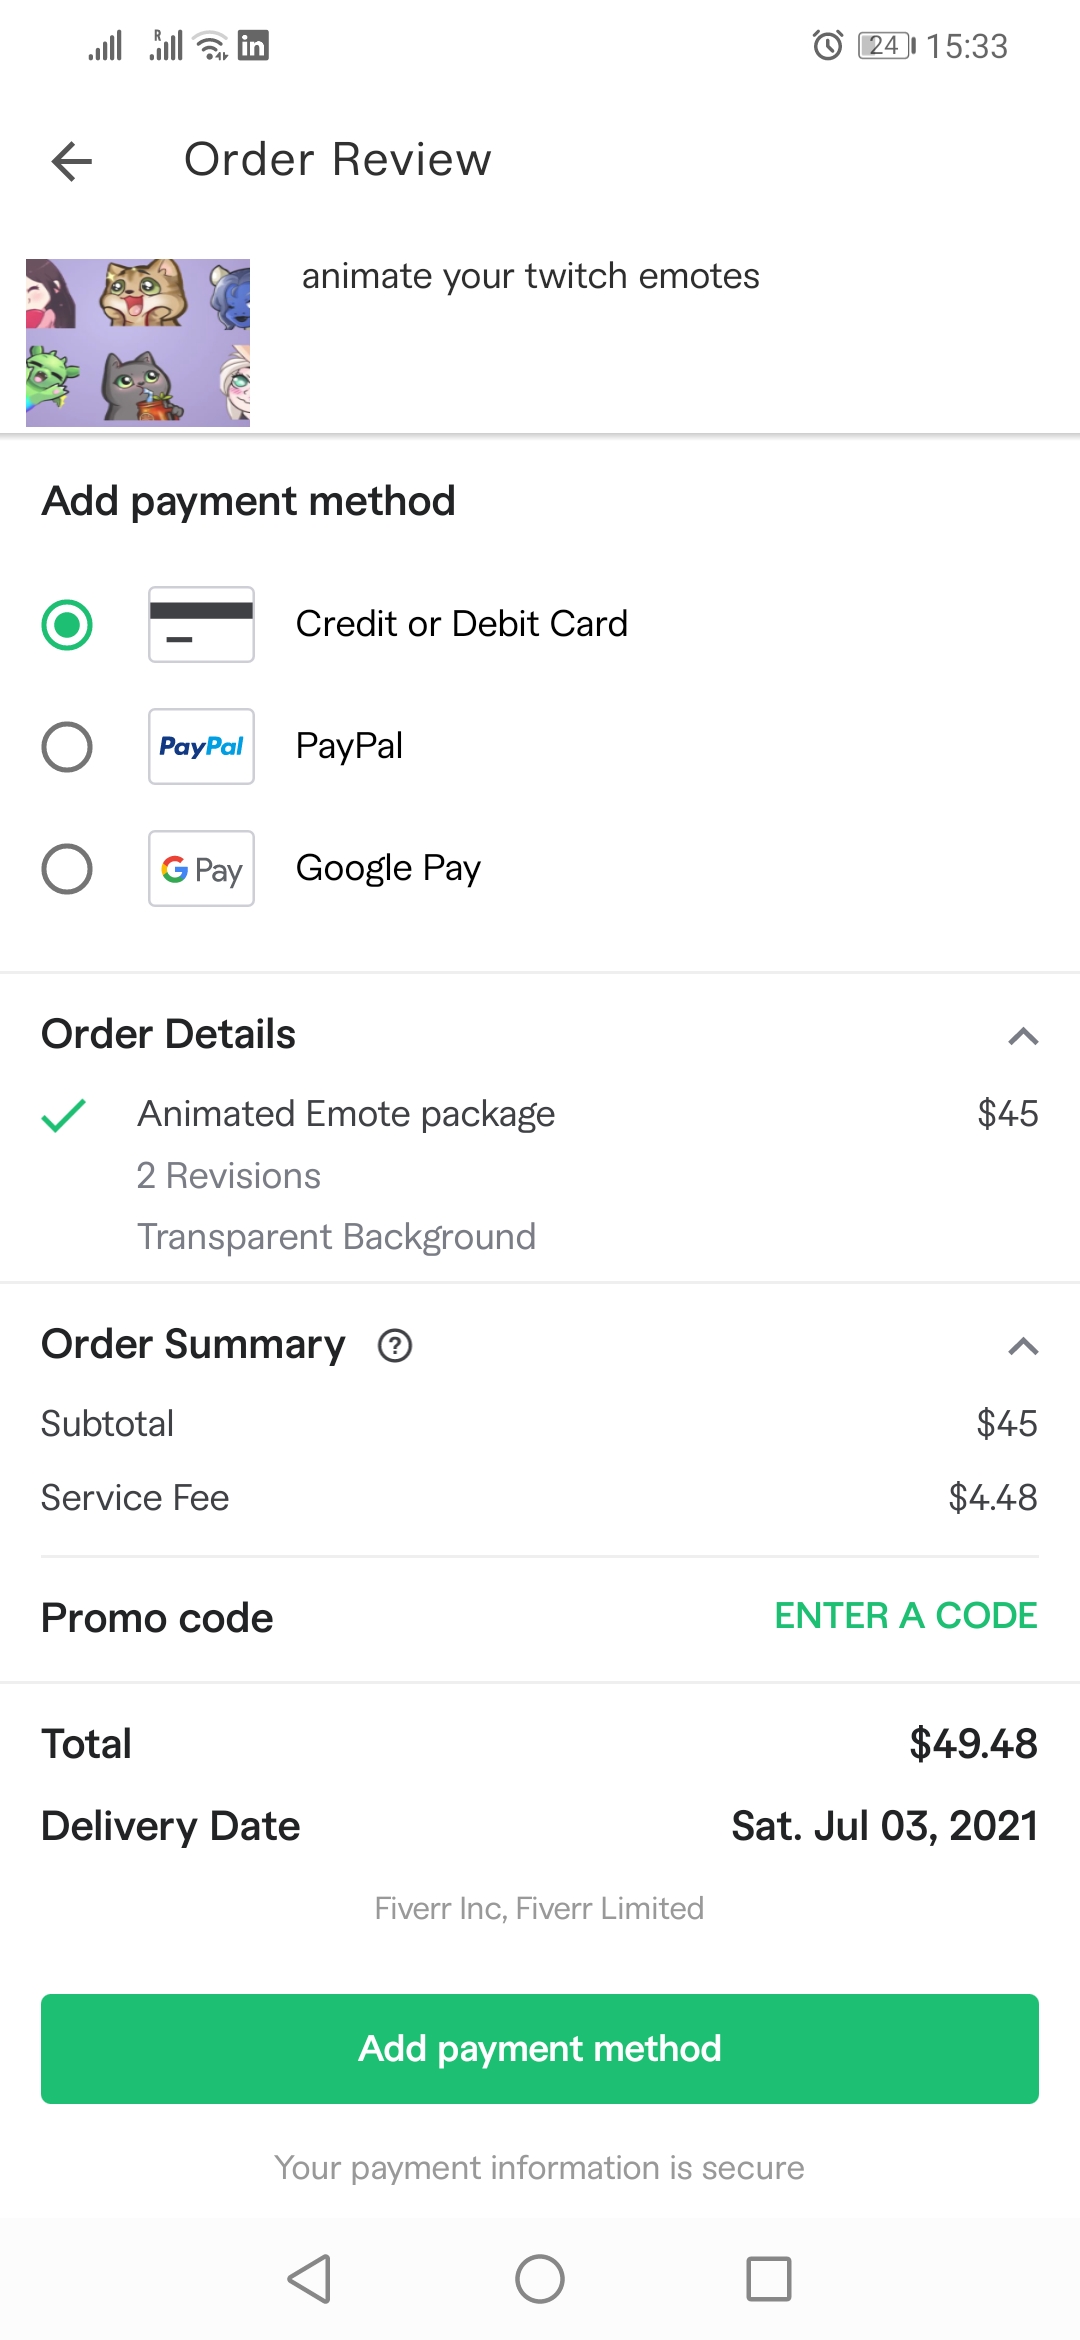 R in 24 15:33
Order Review
animate your twitch emotes
Add payment method
Credit or Debit Card
PayPal PayPal
G Pay Google Pay
Order Details
Animated Emote package $45
2 Revisions
Transparent Background
Order Summary ?
Subtotal $45
Service Fee $4.48
Promo code ENTER A CODE
Total $49.48
Delivery Date Sat. Jul 03, 2021
Fiverr Inc, Fiverr Limited
Add payment method
Your payment information is secure